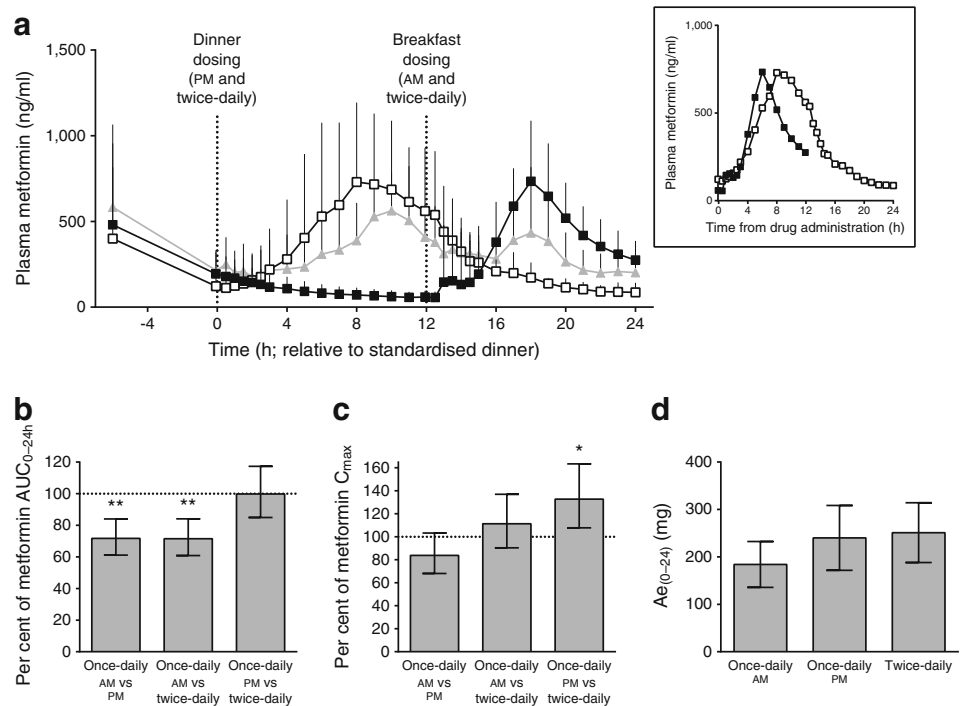 a
Dinner
dosing
(PM and
twice-daily)
Breakfast
dosing
(AM and
twice-daily)
1,500
1,000
500
0
Plasma metformin (ng/ml)
-4 0 4 8 12 16 20 24
Time (h; relative to standardised dinner)
1,000
500
0
Plasma metformin (ng/ml)
0 4 8 12 16 20 24
Time from drug administration (h)
b
Per cent of metformin AUC0–24h
120
100
80
60
40
20
0
** **
Once-daily Once-daily Once-daily
AM vs AM vs PM vs
PM twice-daily twice-daily
c
Per cent of metformin Cmax
160
140
120
100
80
60
40
20
0
*
Once-daily Once-daily Once-daily
AM vs AM vs PM vs
PM twice-daily twice-daily
d
Ae(0–24) (mg)
400
300
200
100
0
Once-daily Once-daily Twice-daily
AM PM